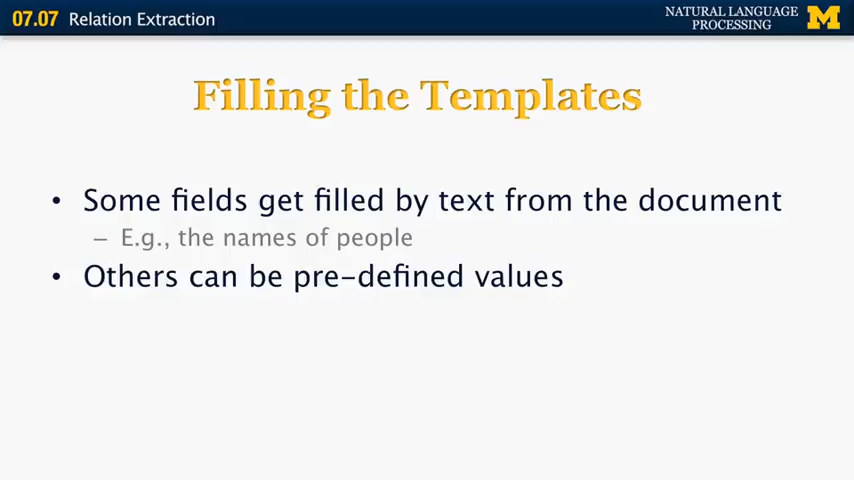 07.07 Relation Extraction
NATURAL LANGUAGE
PROCESSING
M
Filling the Templates
• Some fields get filled by text from the document
– E.g., the names of people
• Others can be pre-defined values